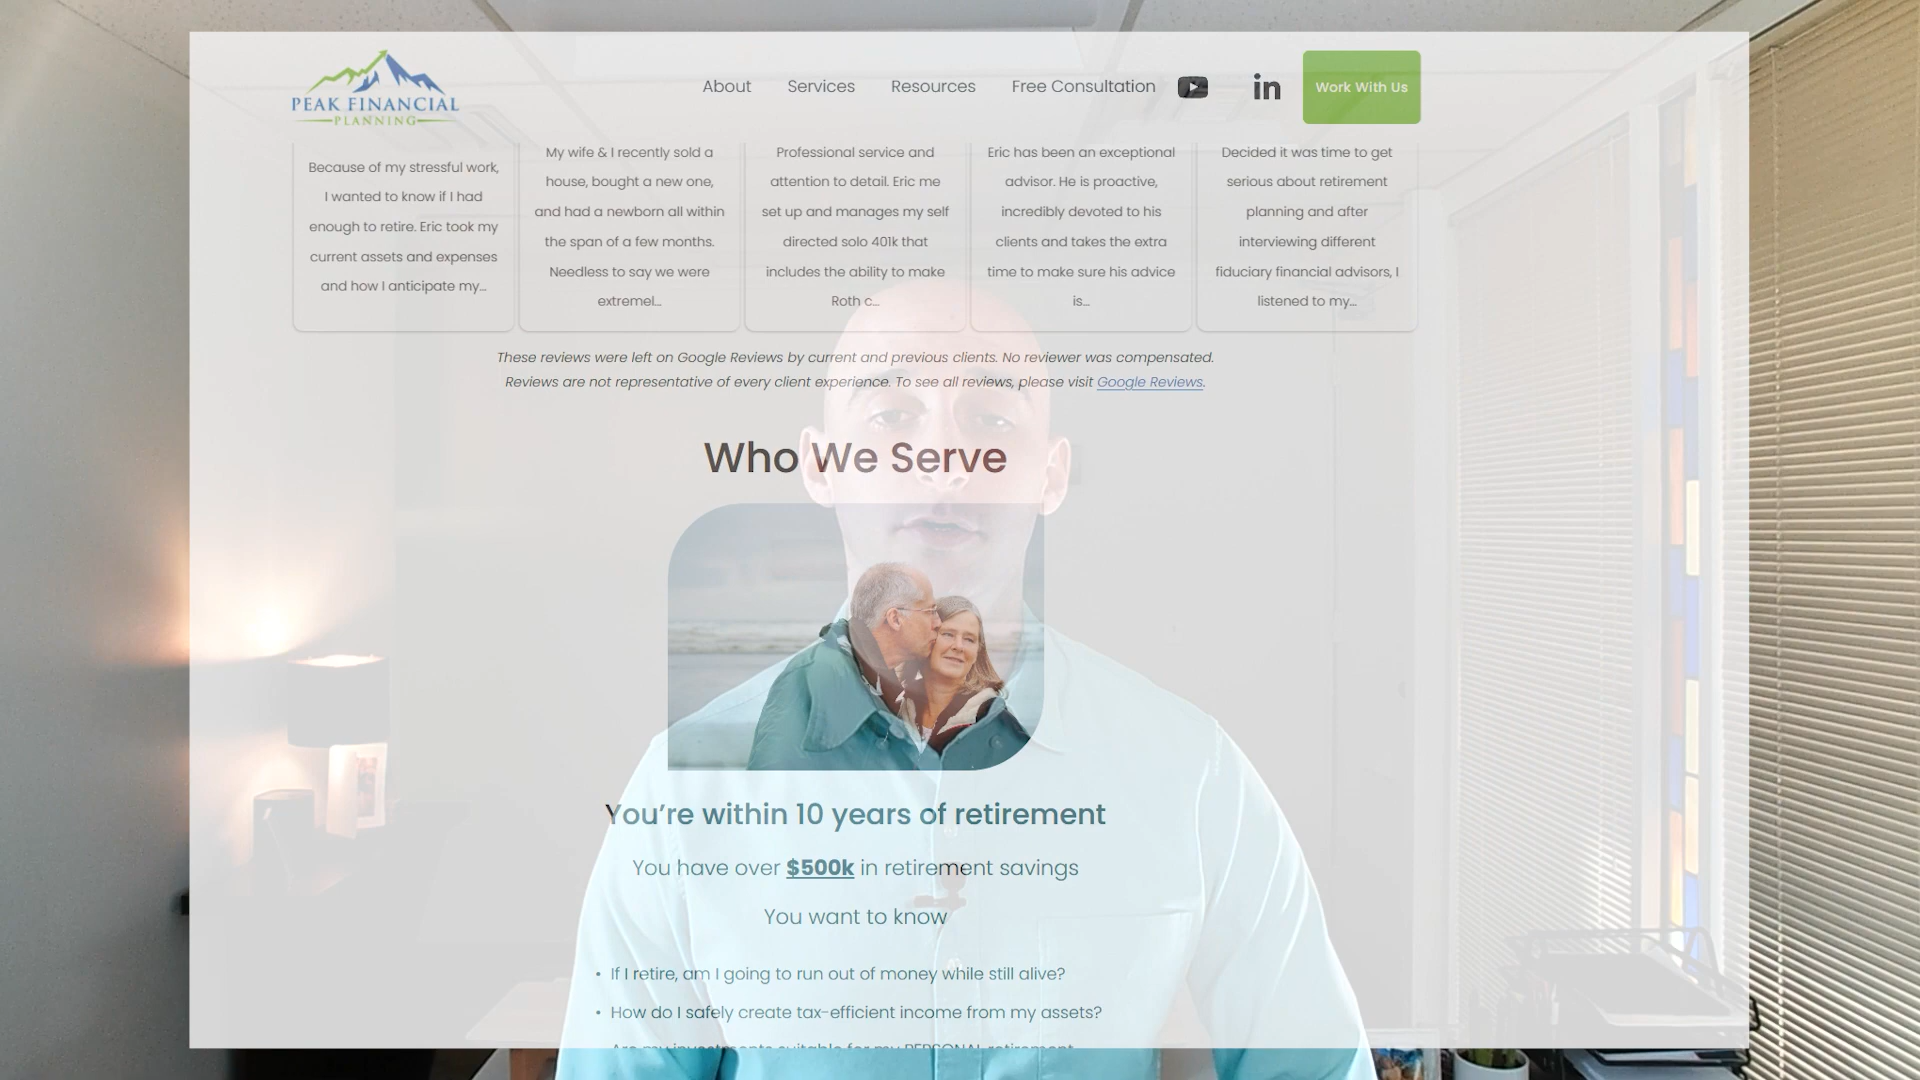 PEAK FINANCIAL
PLANNING
About
Services
Resources
Free Consultation
in
Work With Us
Because of my stressful work,
I wanted to know if I had
enough to retire. Eric took my
current assets and expenses
and how I anticipate my...
My wife & I recently sold a
house, bought a new one,
and had a newborn all within
the span of a few months.
Needless to say we were
extremel...
Professional service and
attention to detail. Eric me
set up and manages my self
directed solo 401k that
includes the ability to make
Roth c...
Eric has been an exceptional
advisor. He is proactive,
incredibly devoted to his
clients and takes the extra
time to make sure his advice
is...
Decided it was time to get
serious about retirement
planning and after
interviewing different
fiduciary financial advisors, I
listened to my...
These reviews were left on Google Reviews by current and previous clients. No reviewer was compensated.
Reviews are not representative of every client experience. To see all reviews, please visit Google Reviews.
Who We Serve
You're within 10 years of retirement
You have over $500k in retirement savings
You want to know
• If I retire, am I going to run out of money while still alive?
• How do I safely create tax-efficient income from my assets?
Are my investments suitable for my PERSONAL retirement